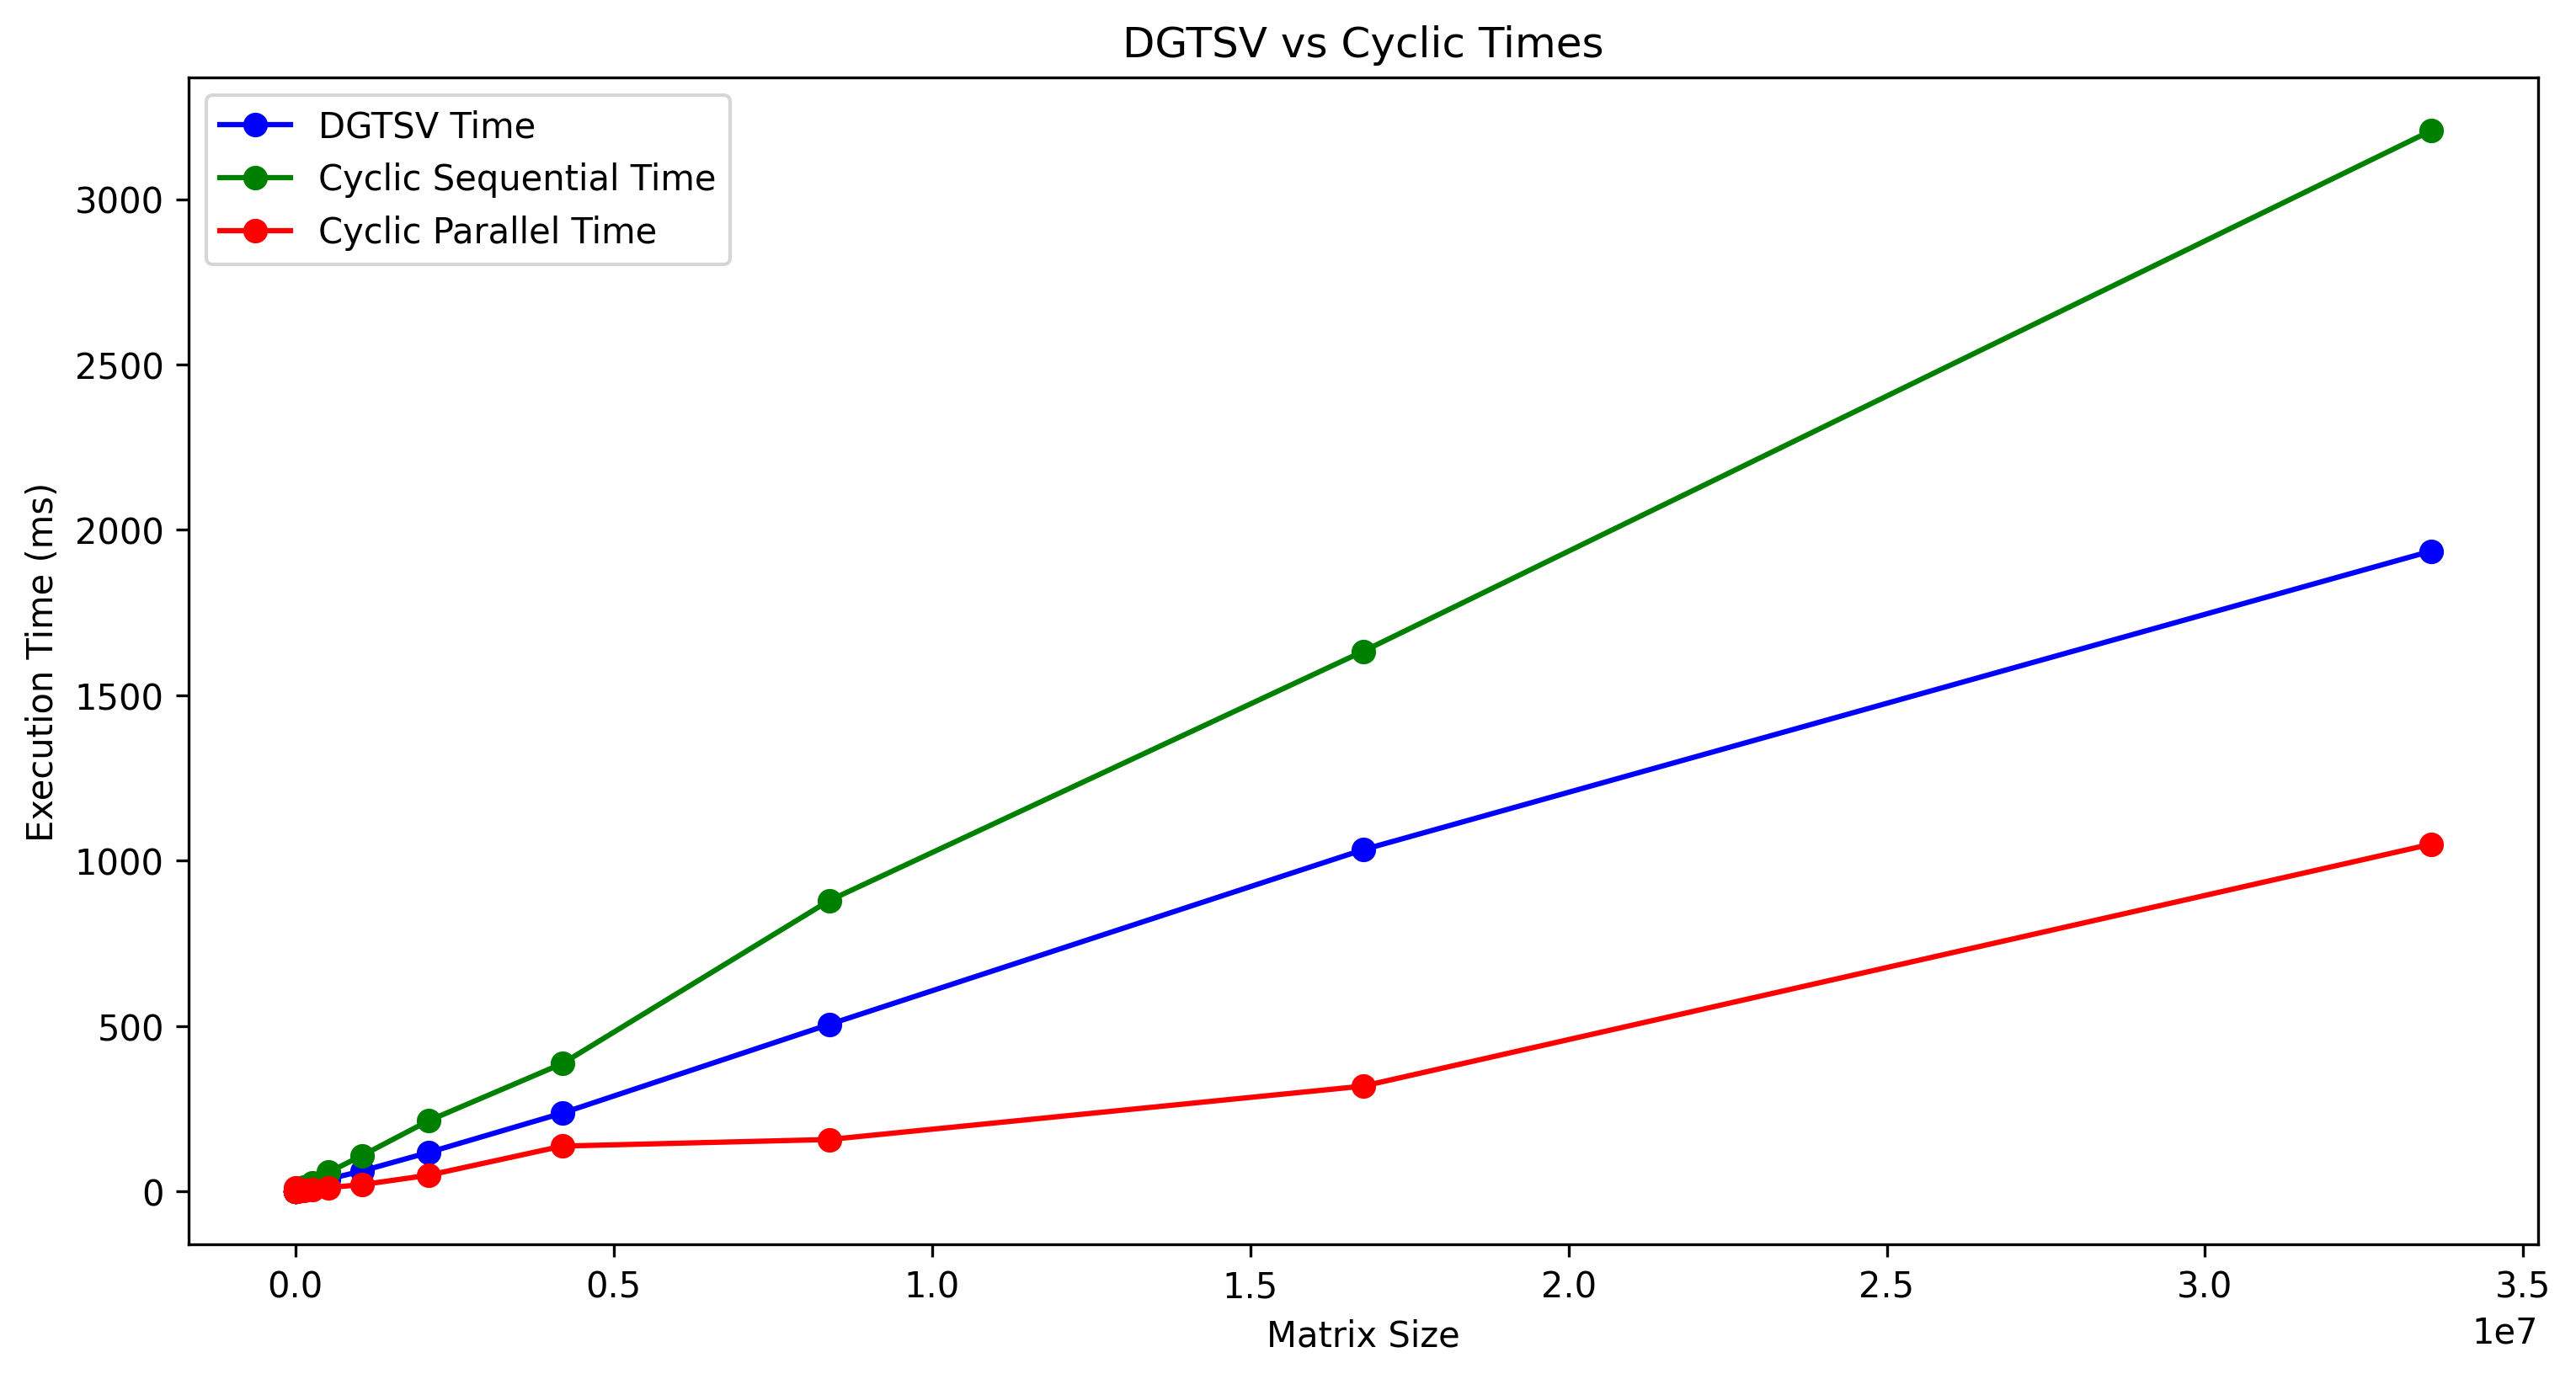 DGTSV vs Cyclic Times
DGTSV Time
Cyclic Sequential Time
Cyclic Parallel Time
Execution Time (ms)
3000
2500
2000
1500
1000
500
0
0.0 0.5 1.0 1.5 2.0 2.5 3.0 3.5
1e7
Matrix Size